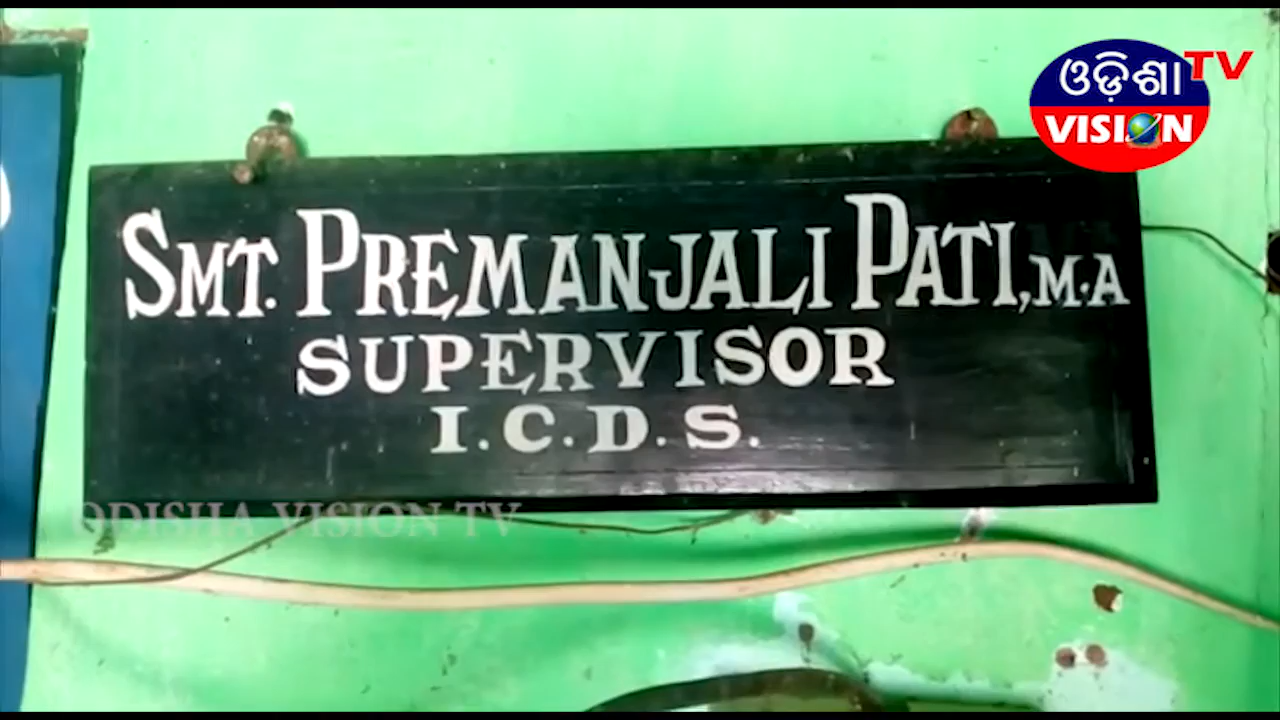 ଓଡ଼ିଶା TV
VISION
SMT. PREMANJALI PATI, M.A
SUPERVISOR
I.C.D.S.
ODISHA VISION TV